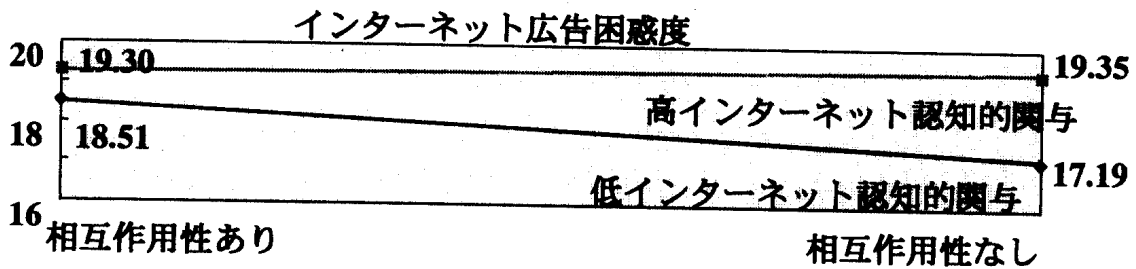 インターネット広告困惑度
20
19.30
19.35
高インターネット認知的関与
18
18.51
17.19
低インターネット認知的関与
16
相互作用性あり
相互作用性なし